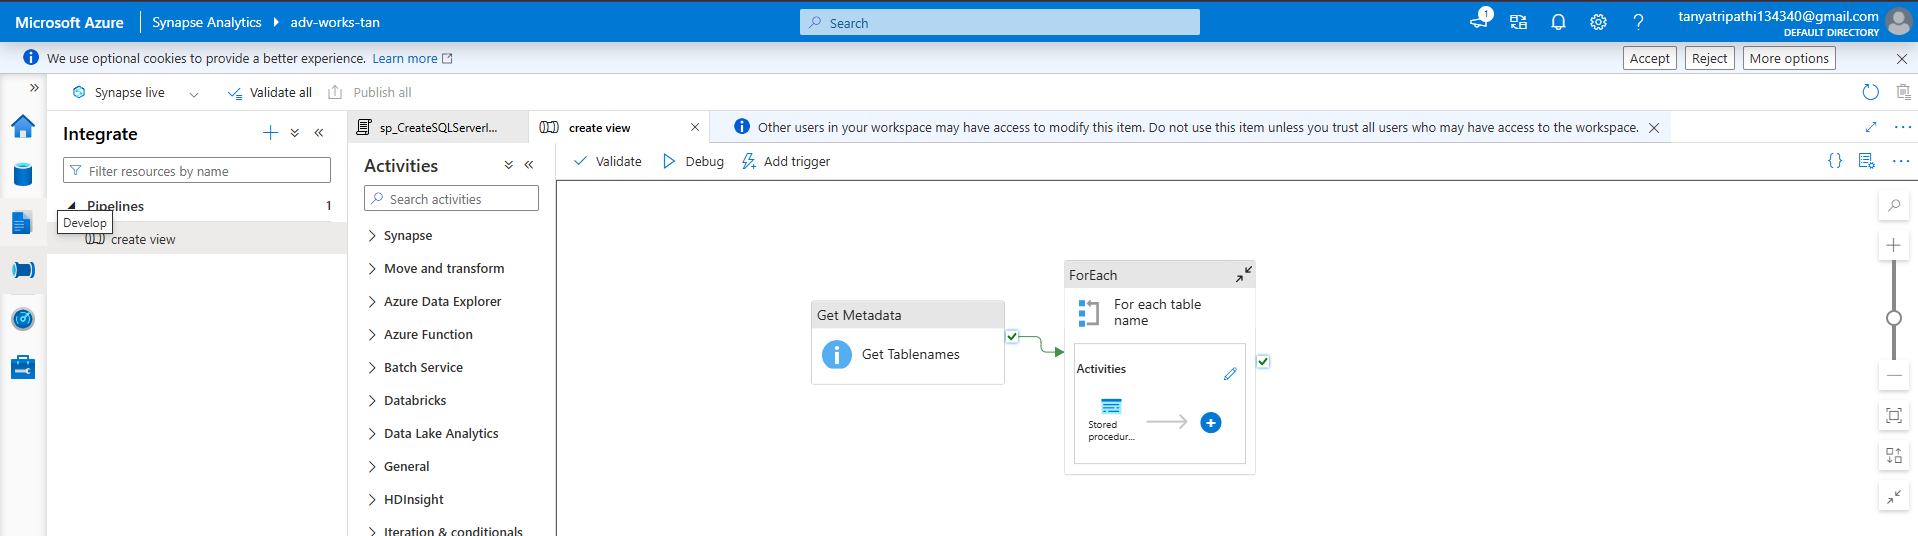 Microsoft Azure Synapse Analytics adv-works-tan Search 1 tanyatripathi134340@gmail.com
DEFAULT DIRECTORY
We use optional cookies to provide a better experience. Learn more Accept Reject More options
Synapse live Validate all Publish all
Integrate
Filter resources by name
Pipelines 1
Develop
create view
sp_CreateSQLServerl... create view Other users in your workspace may have access to modify this item. Do not use this item unless you trust all users who may have access to the workspace.
Activities
Search activities
Synapse
Move and transform
Azure Data Explorer
Azure Function
Batch Service
Databricks
Data Lake Analytics
General
HDInsight
Iteration & conditionals
Validate Debug Add trigger
Get Metadata
Get Tablenames
ForEach
For each table
name
Activities
Stored
procedur...